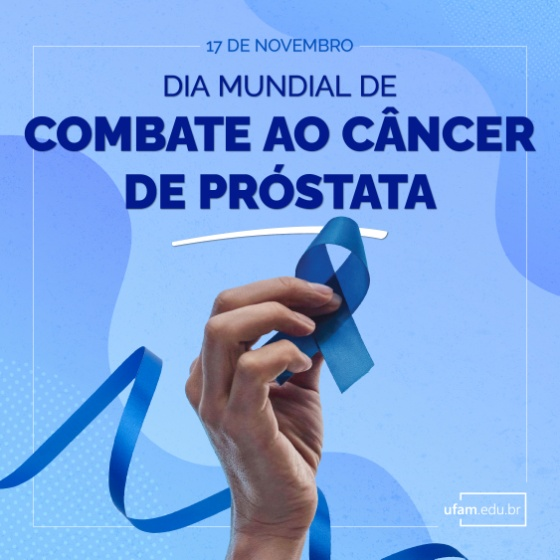 17 DE NOVEMBRO
DIA MUNDIAL DE
COMBATE AO CÂNCER
DE PRÓSTATA
ufam.edu.br